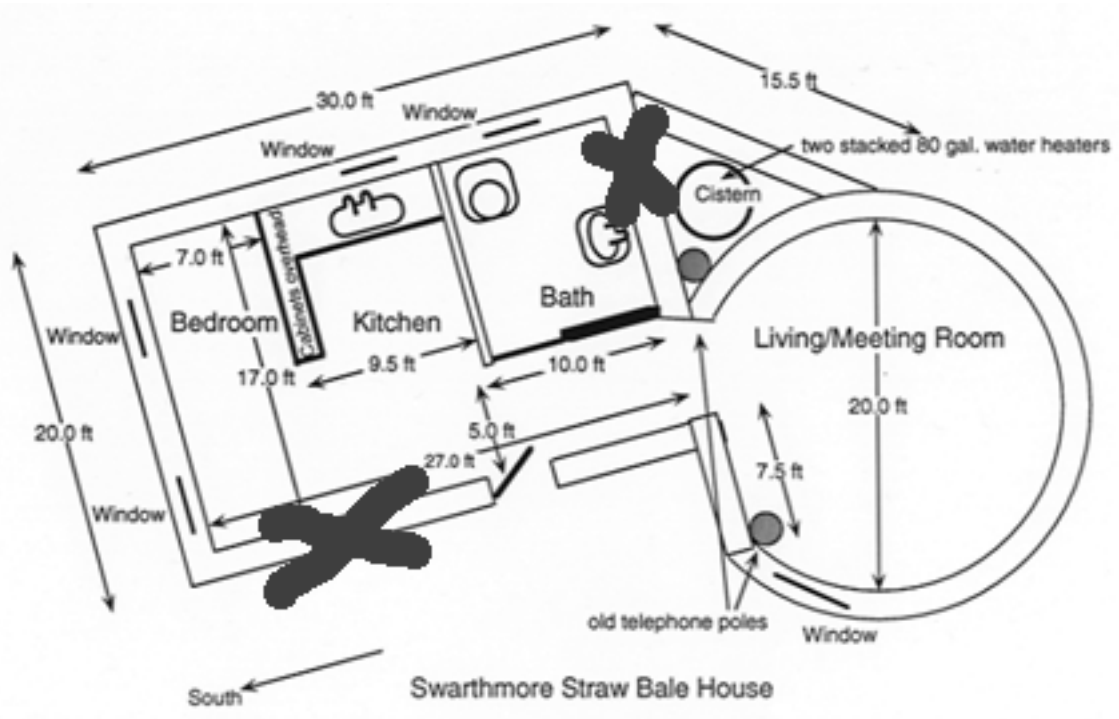 30.0 ft
15.5 ft
Window
Window
two stacked 80 gal. water heaters
Cistern
7.0 ft
Cabinets overhead
Bedroom
Kitchen
Bath
Living/Meeting Room
Window
17.0 ft
9.5 ft
10.0 ft
20.0 ft
20.0 ft
5.0 ft
27.0 ft
7.5 ft
Window
old telephone poles
Window
South
Swarthmore Straw Bale House